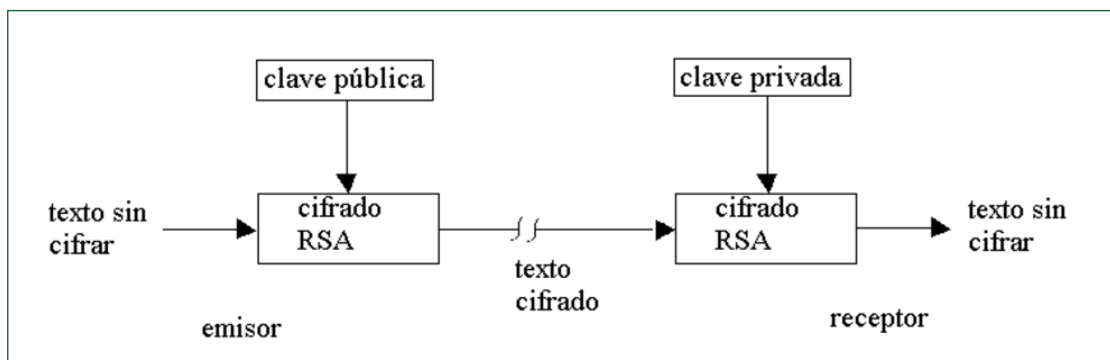 clave pública
clave privada
texto sin
cifrar
cifrado
RSA
texto
cifrado
cifrado
RSA
texto sin
cifrar
emisor
receptor